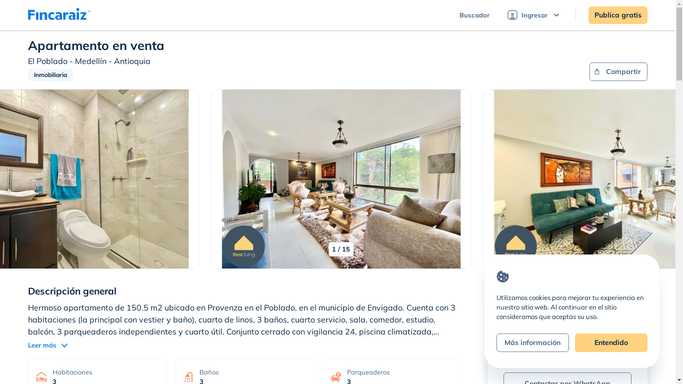 Fincaraiz
Buscador
Ingresar
Publica gratis
Apartamento en venta
El Poblado - Medellín - Antioquia
Inmobiliaria
Compartir
1 / 15
Descripción general
Hermoso apartamento de 150.5 m2 ubicado en Provenza en el Poblado, en el municipio de Envigado. Cuenta con 3
habitaciones (la principal con vestier y baño), cuarto de linos, 3 baños, cuarto servicio, sala, comedor, estudio,
balcón, 3 parqueaderos independientes y cuarto útil. Conjunto cerrado con vigilancia 24, piscina climatizada,...
Leer más
Habitaciones
3
Baños
3
Parqueaderos
3
Utilizamos cookies para mejorar tu experiencia en
nuestro sitio web. Al continuar en el sitio
consideramos que aceptas su uso.
Más información
Entendido
Contactar por WhatsApp